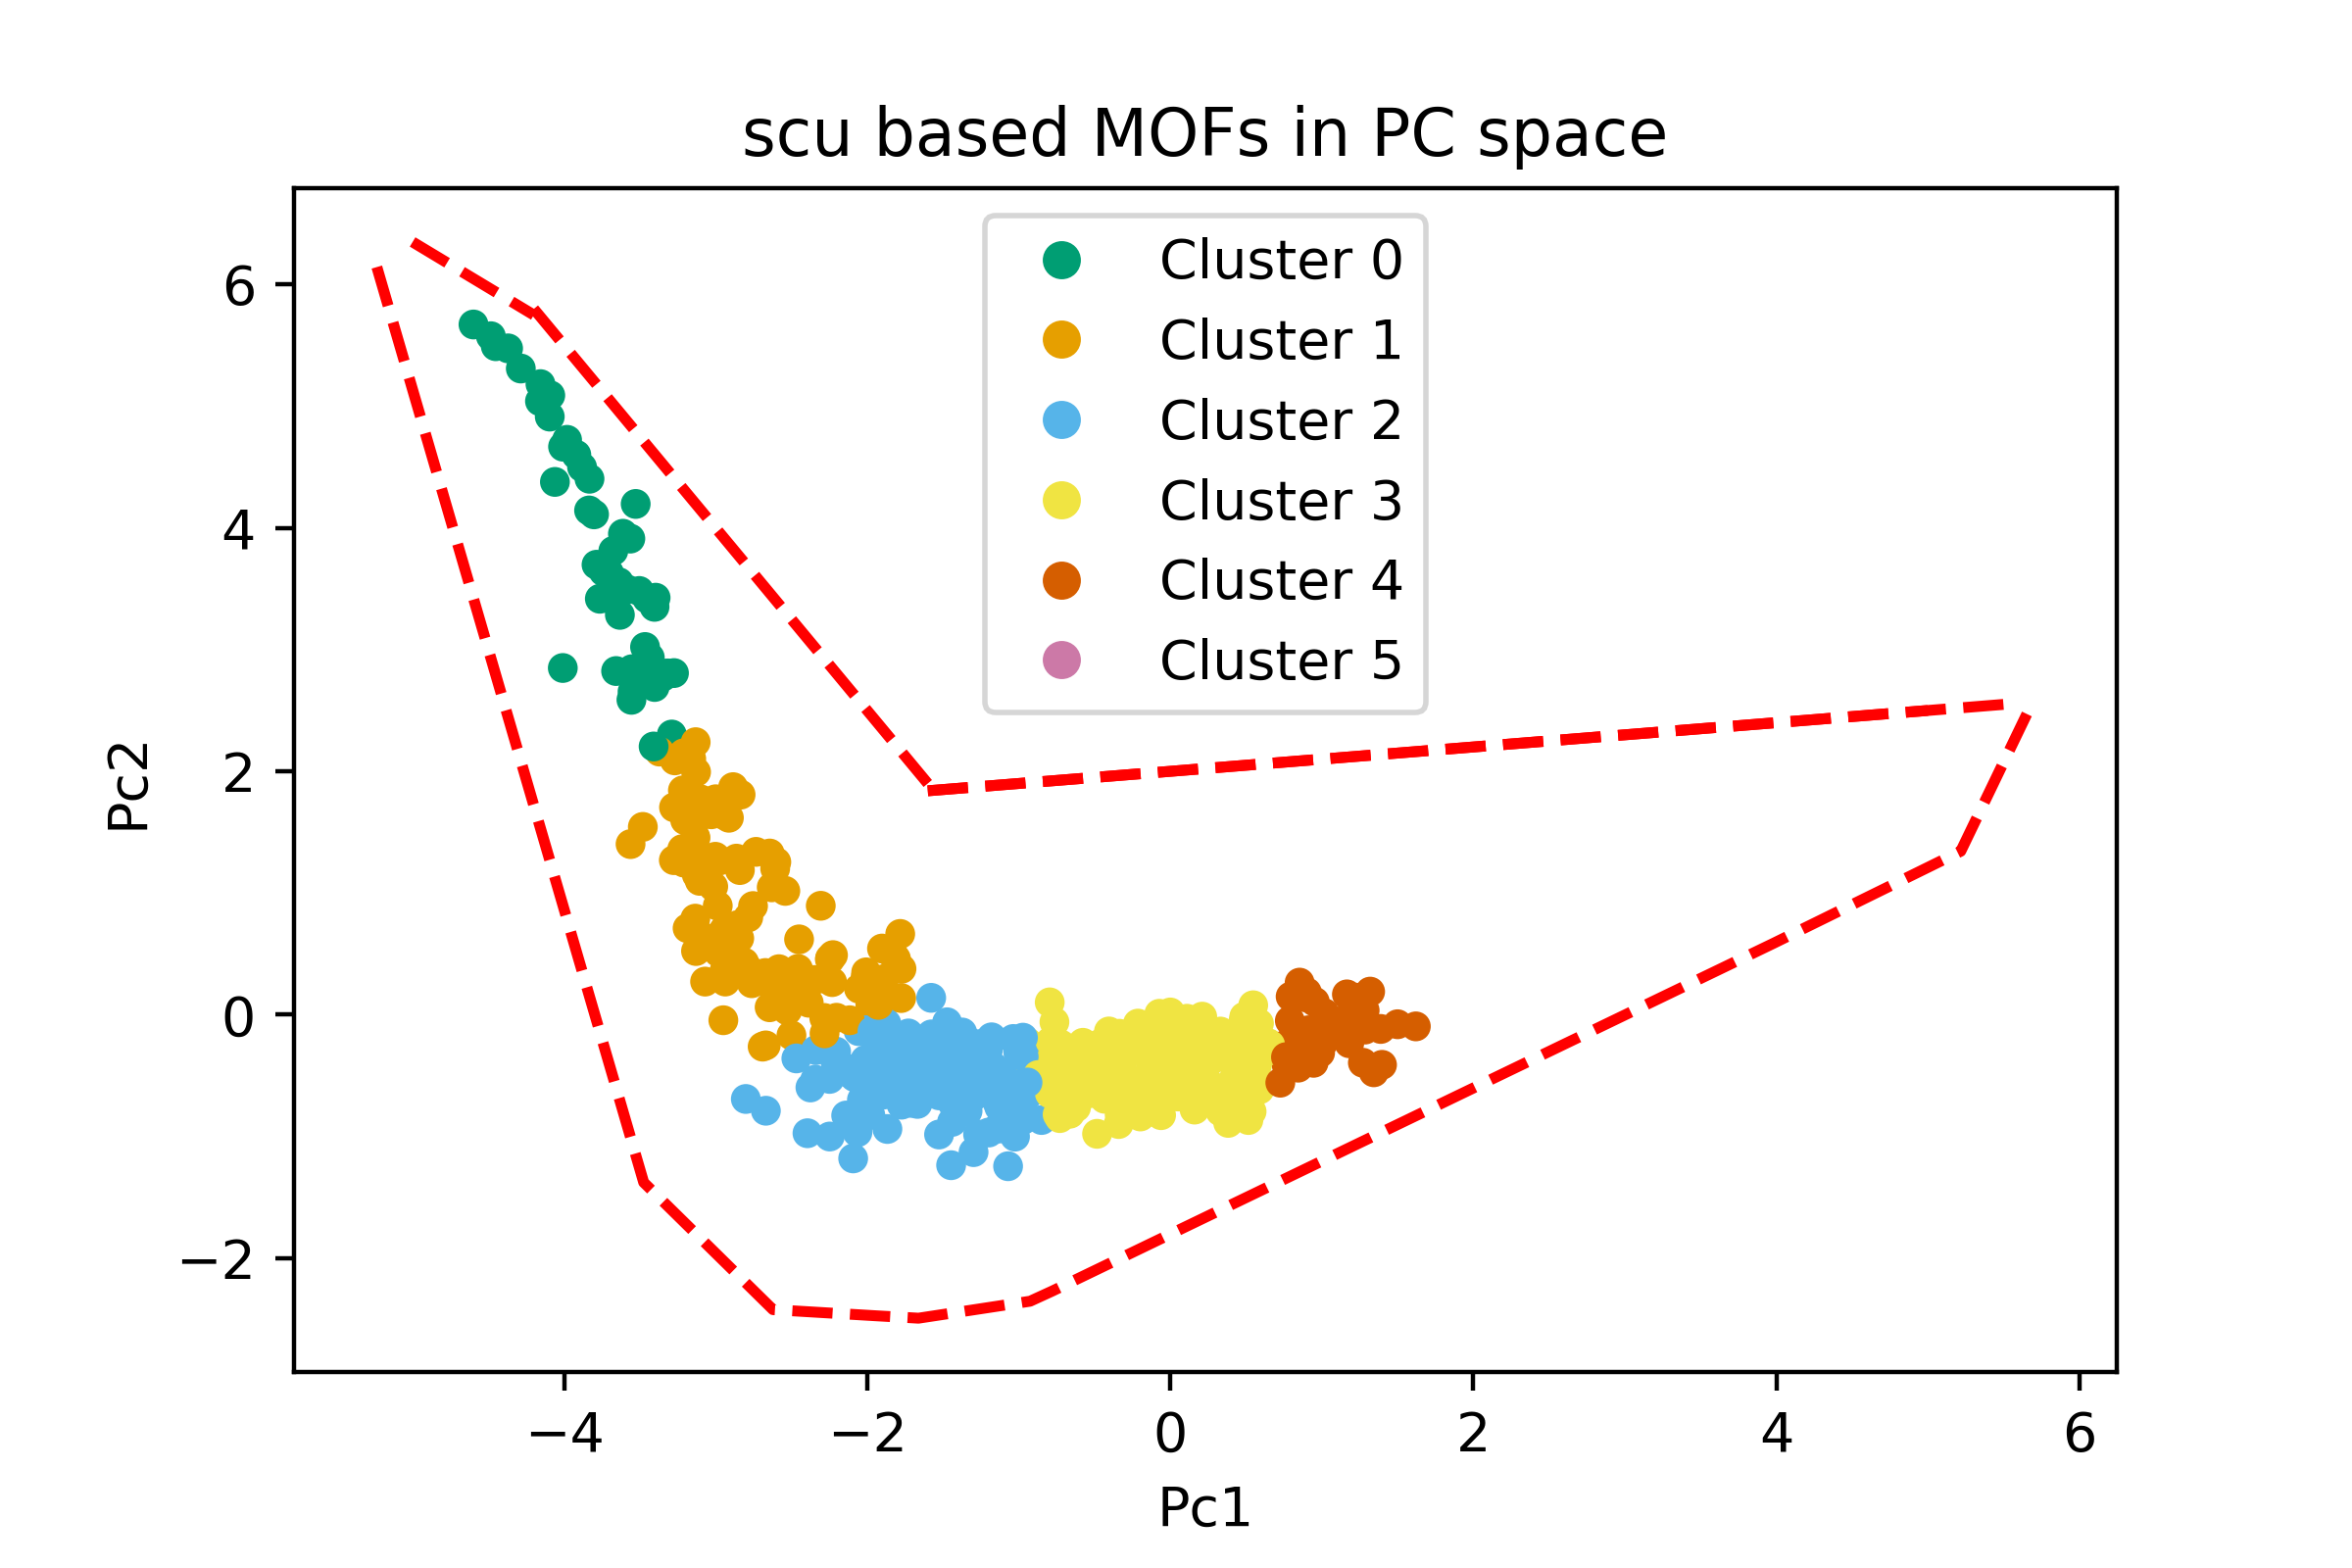 scu based MOFs in PC space
Cluster 0
Cluster 1
Cluster 2
Cluster 3
Cluster 4
Cluster 5
6
4
2
0
−2
Pc2
−4
−2
0
2
4
6
Pc1